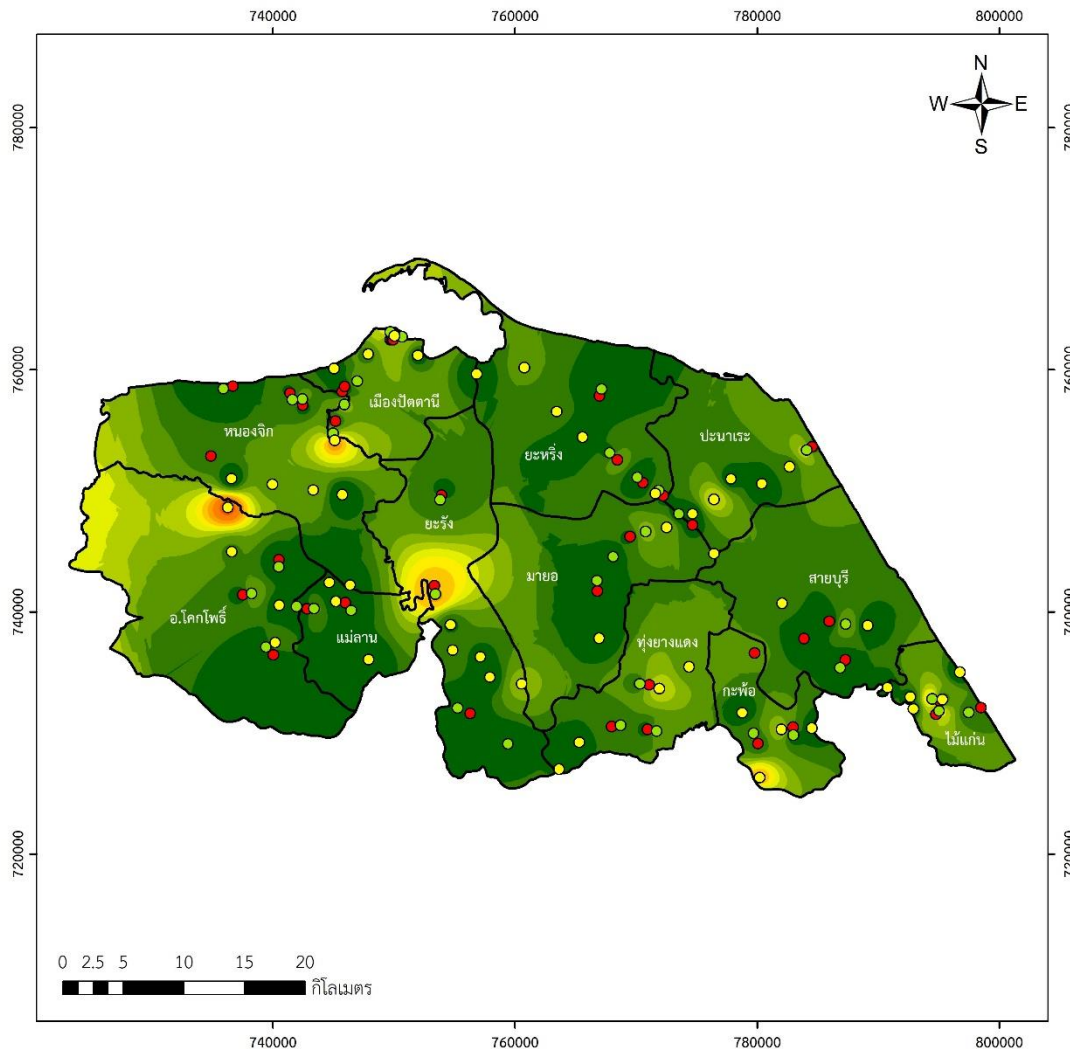 740000 760000 780000 800000
N
W E
S
780000 780000
760000 760000
เมืองปัตตานี
หนองจิก
ปะนาเระ
ยะหริ่ง
ยะรัง
มายอ
สายบุรี
740000 740000
อ.โคกโพธิ์
แม่ลาน
ทุ่งยางแดง
กะพ้อ
ไม้แก่น
720000 720000
0 2.5 5 10 15 20
กิโลเมตร
740000 760000 780000 800000